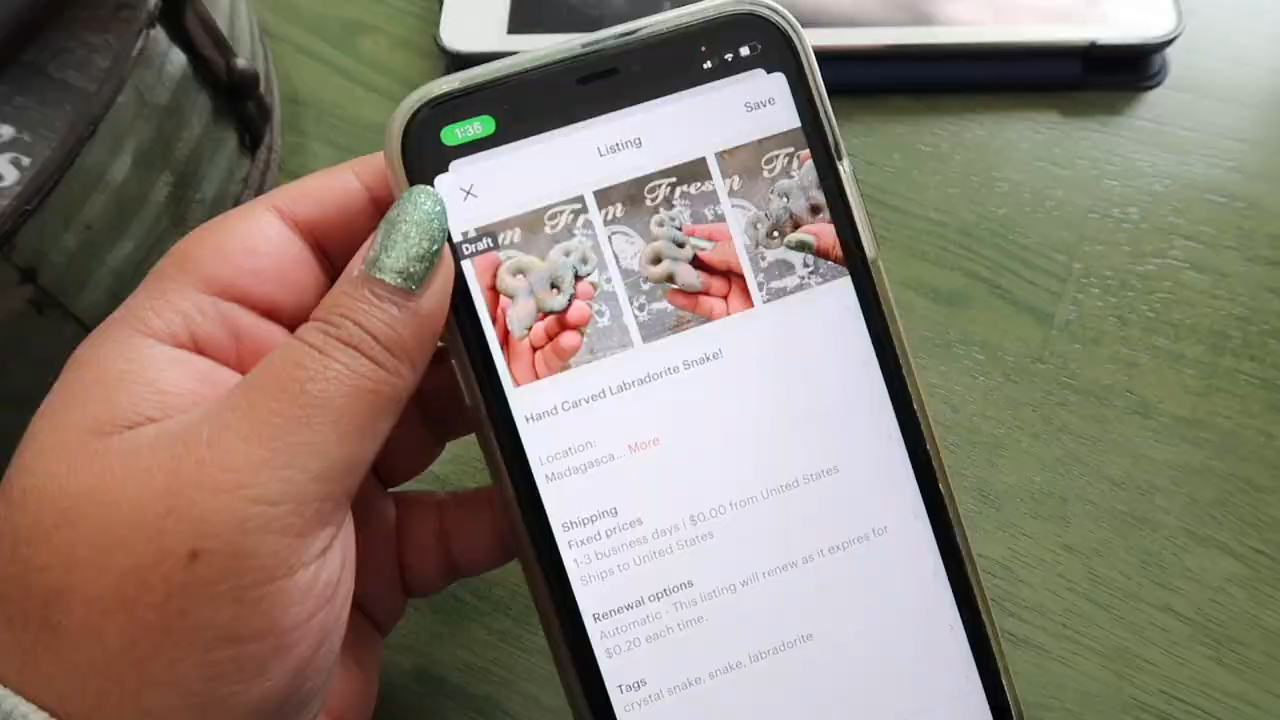 1:35
Save
Listing
Draft
Fresh
Hand Carved Labradorite Snake!
Location:
Madagasca... More
Shipping
Fixed prices
1-3 business days | $0.00 from United States
Ships to United States
Renewal options
Automatic - This listing will renew as it expires for
$0.20 each time.
Tags
crystal snake, snake, labradorite